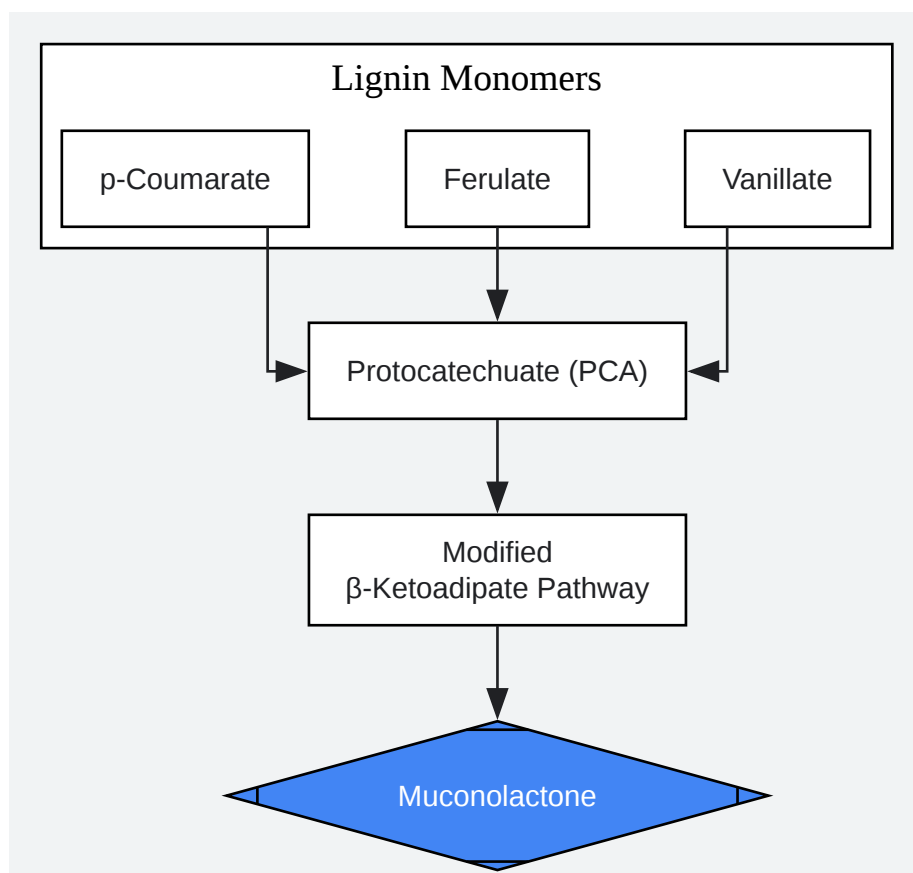 Lignin Monomers
p-Coumarate
Ferulate
Vanillate
Protocatechuate (PCA)
Modified
β-Ketoadipate Pathway
Muconolactone